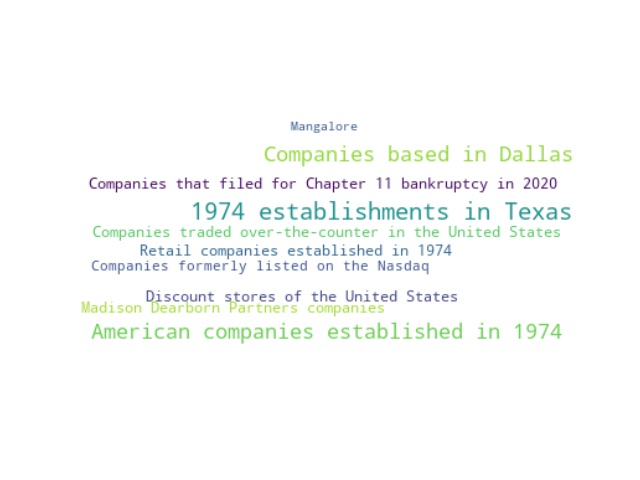 Mangalore
Companies based in Dallas
Companies that filed for Chapter 11 bankruptcy in 2020
1974 establishments in Texas
Companies traded over-the-counter in the United States
Retail companies established in 1974
Companies formerly listed on the Nasdaq
Discount stores of the United States
Madison Dearborn Partners companies
American companies established in 1974